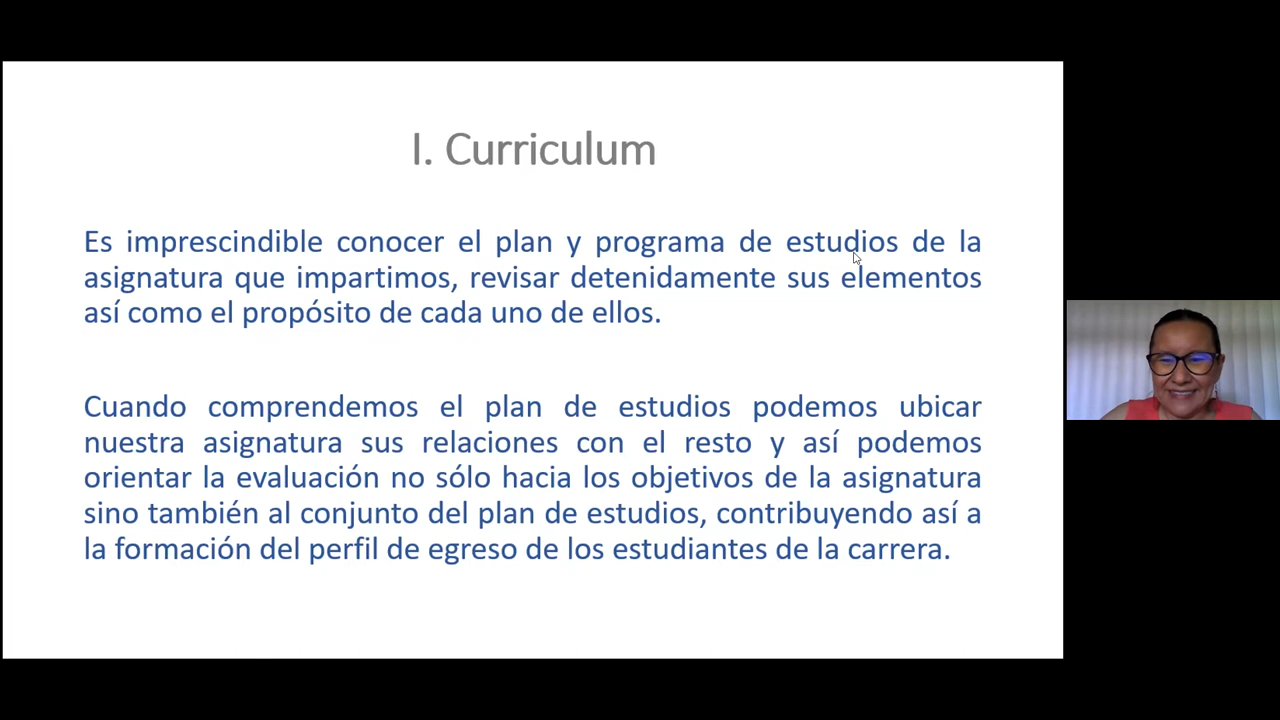 I. Curriculum
Es imprescindible conocer el plan y programa de estudios de la
asignatura que impartimos, revisar detenidamente sus elementos
así como el propósito de cada uno de ellos.
Cuando comprendemos el plan de estudios podemos ubicar
nuestra asignatura sus relaciones con el resto y así podemos
orientar la evaluación no sólo hacia los objetivos de la asignatura
sino también al conjunto del plan de estudios, contribuyendo así a
la formación del perfil de egreso de los estudiantes de la carrera.